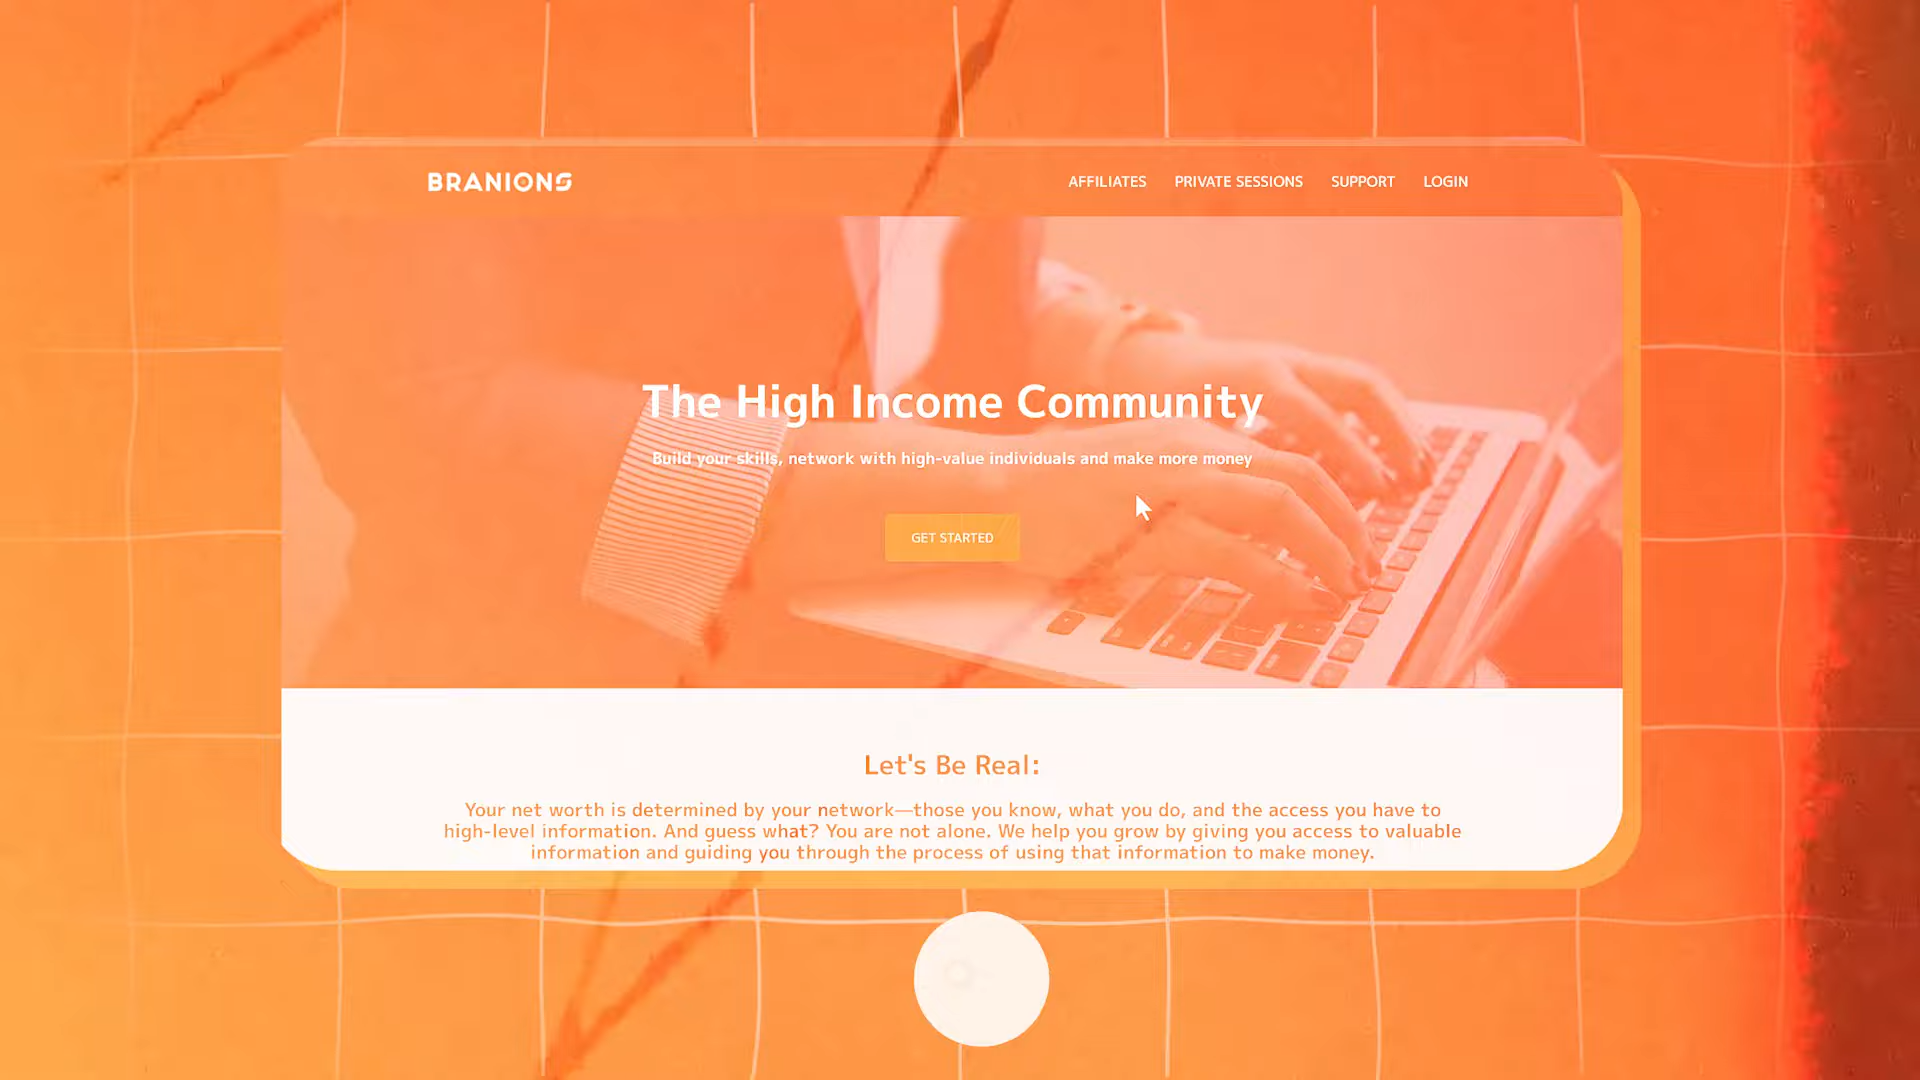 BRANIONS
AFFILIATES PRIVATE SESSIONS SUPPORT LOGIN
The High Income Community
Build your skills, network with high-value individuals and make more money
GET STARTED
Let's Be Real:
Your net worth is determined by your network—those you know, what you do, and the access you have to
high-level information. And guess what? You are not alone. We help you grow by giving you access to valuable
information and guiding you through the process of using that information to make money.